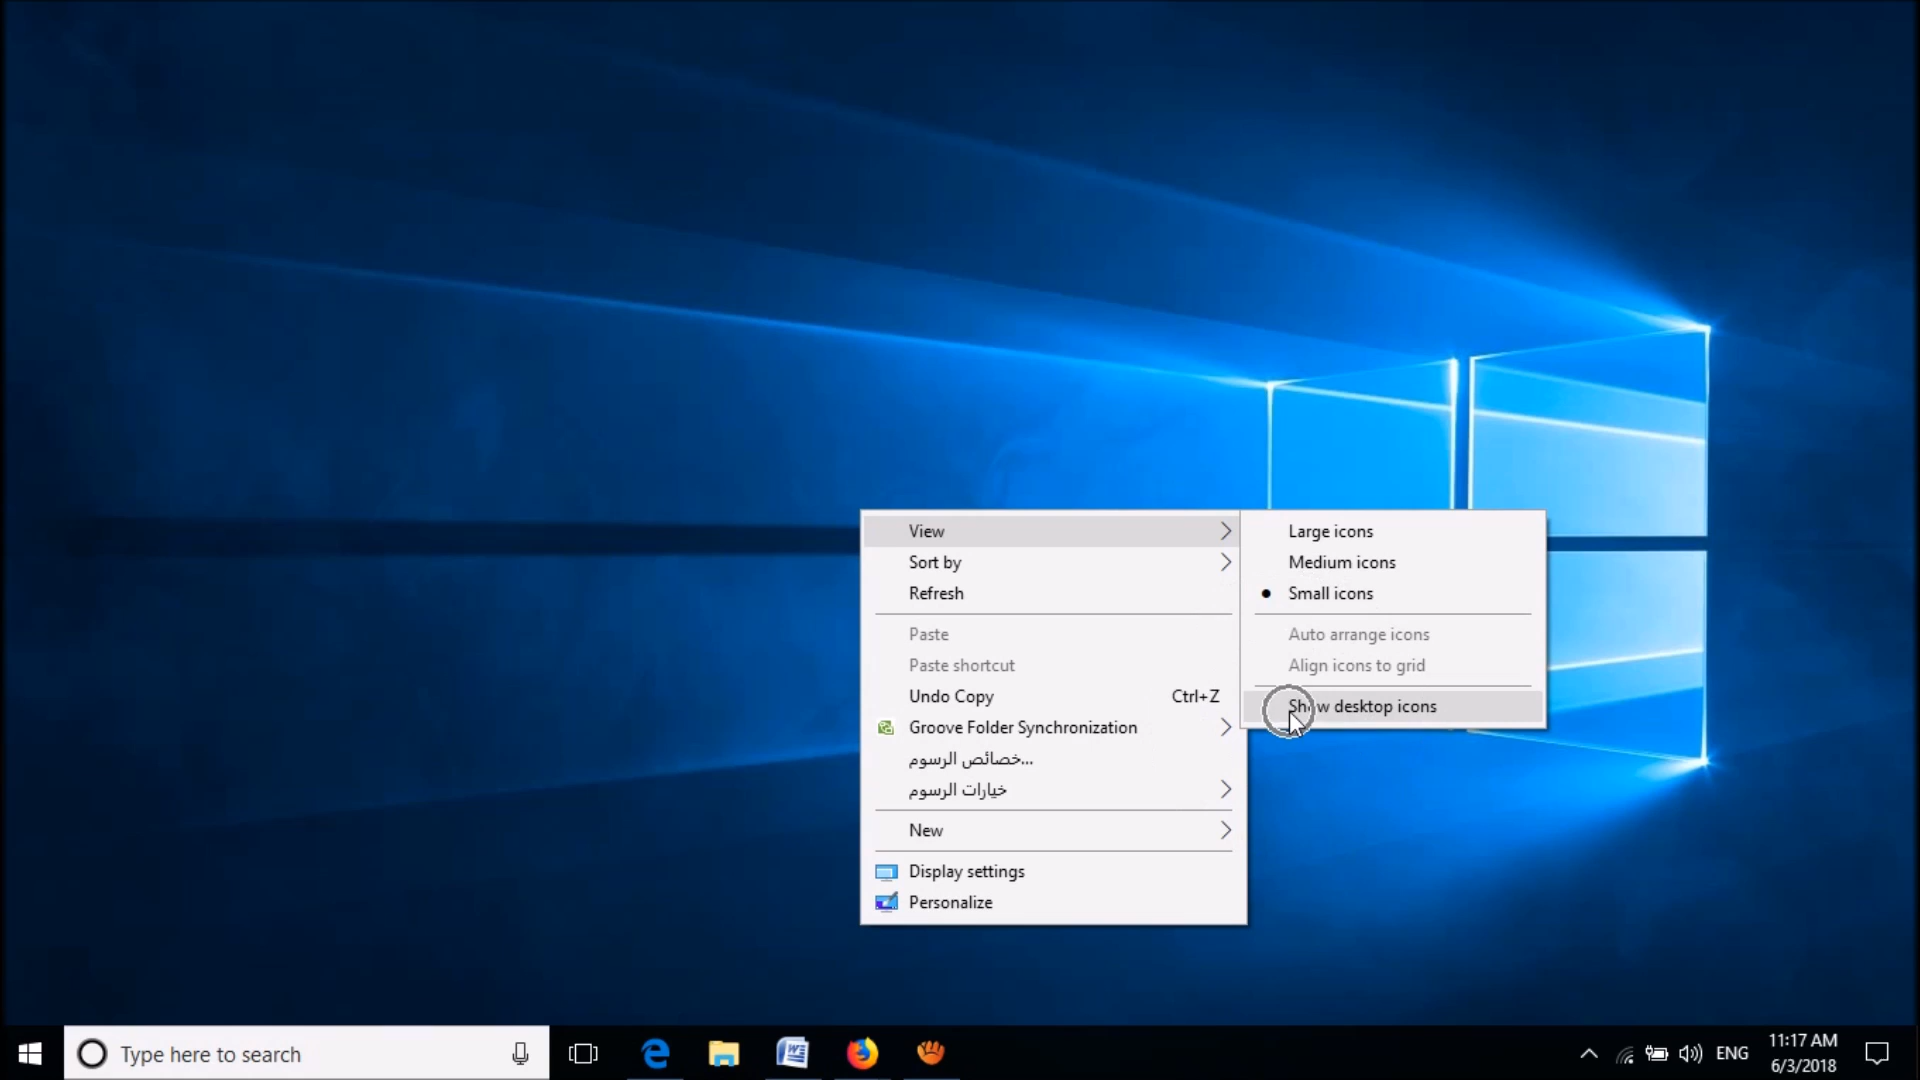 View
Sort by
Refresh
Paste
Paste shortcut
Undo Copy Ctrl+Z
Groove Folder Synchronization
خصائص الرسوم...
خيارات الرسوم
New
Display settings
Personalize
Large icons
Medium icons
Small icons
Auto arrange icons
Align icons to grid
Show desktop icons
Type here to search
ENG
11:17 AM
6/3/2018